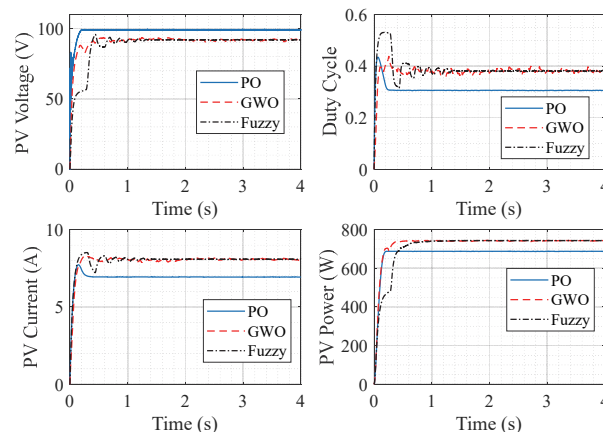 PV Voltage (V)
100
50
0
0 1 2 3 4
Time (s)
PO
GWO
Fuzzy
Duty Cycle
0.6
0.4
0.2
0
0 1 2 3 4
Time (s)
PO
GWO
Fuzzy
PV Current (A)
10
5
0
0 1 2 3 4
Time (s)
PO
GWO
Fuzzy
PV Power (W)
800
600
400
200
0
0 1 2 3 4
Time (s)
PO
GWO
Fuzzy